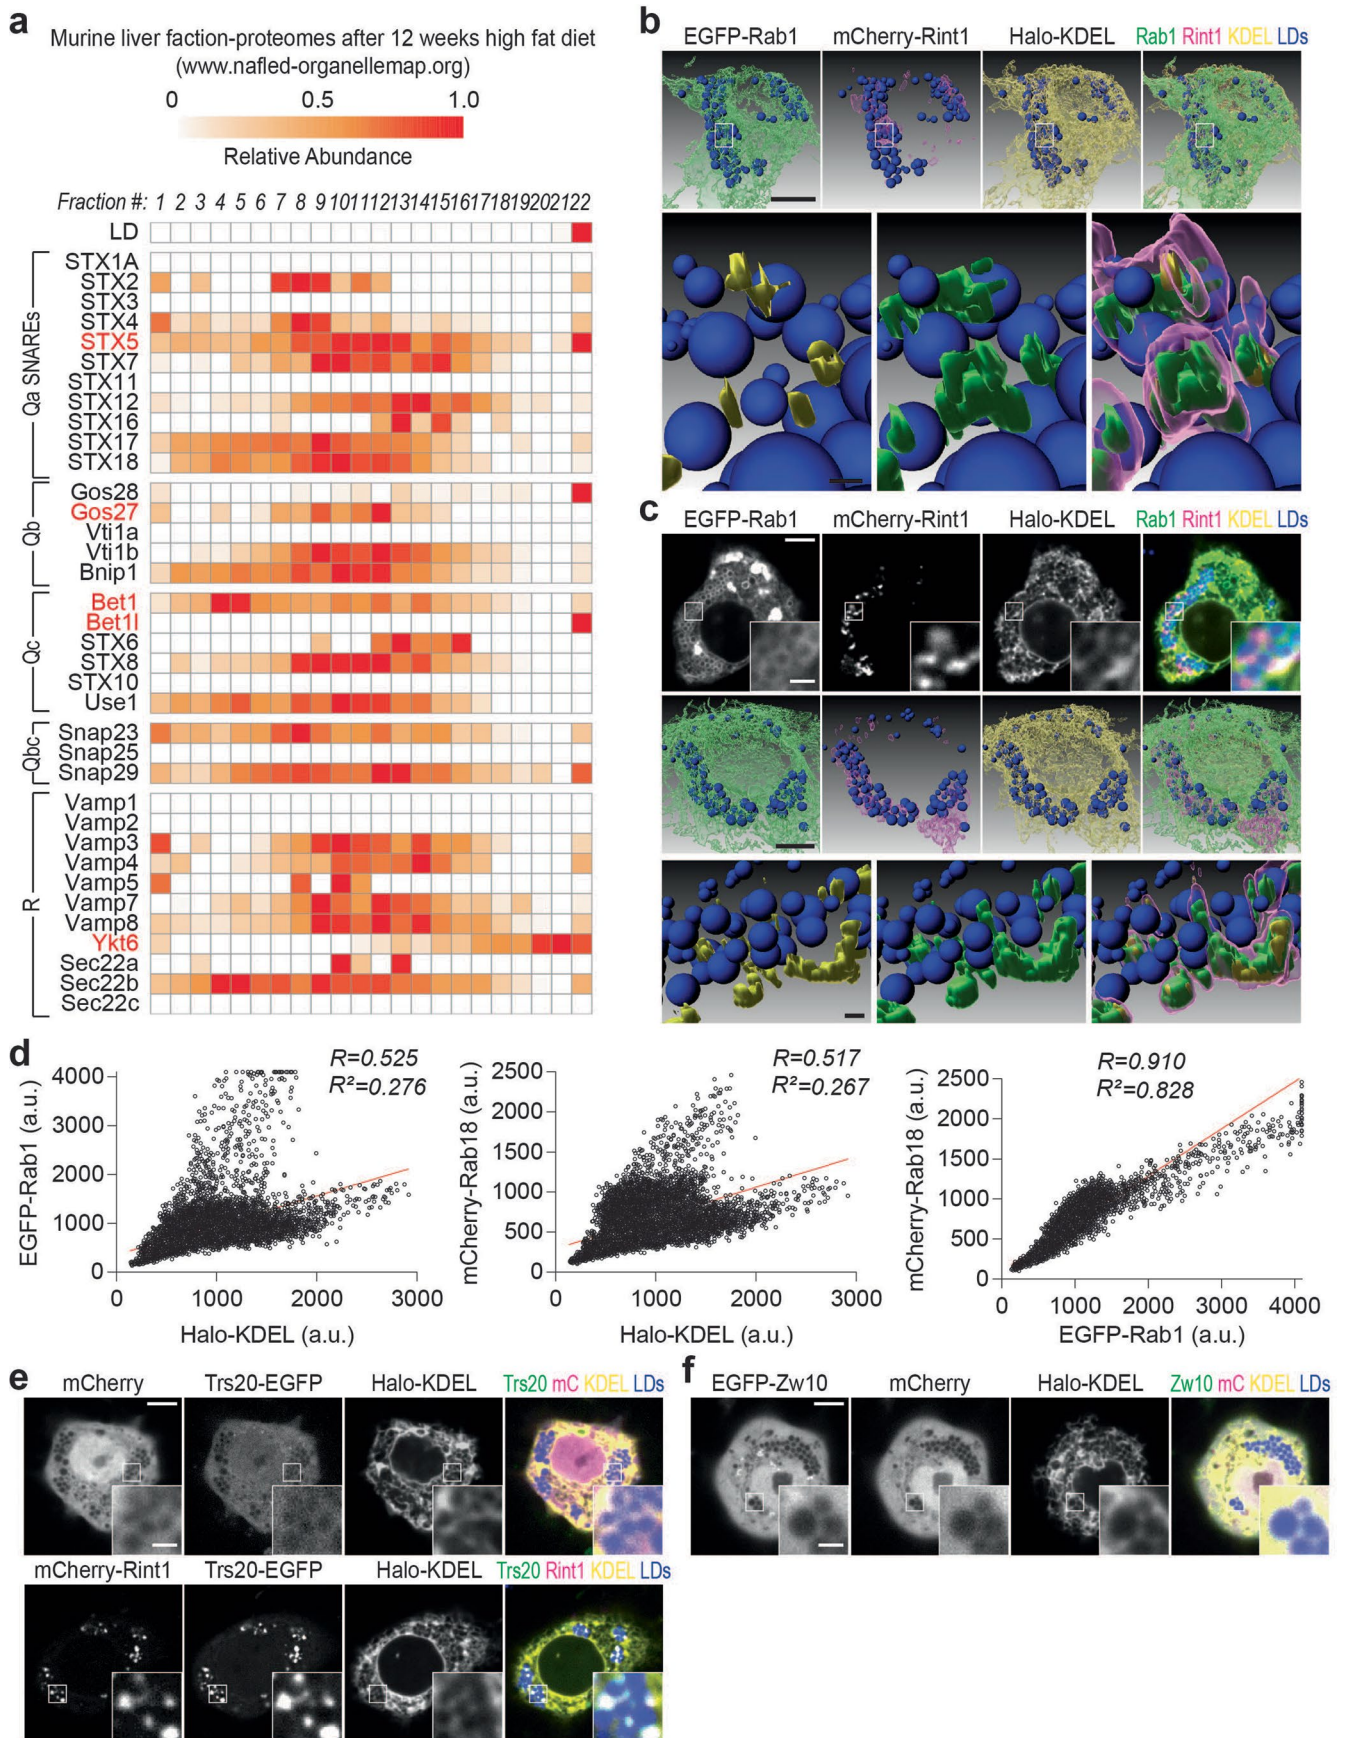 a
Murine liver faction-proteomes after 12 weeks high fat diet
(www.nafled-organellemap.org)
0 0.5 1.0
Relative Abundance
Fraction #: 1 2 3 4 5 6 7 8 9 10 11 12 13 14 15 16 17 18 19 20 21 22
LD
Qa SNAREs
STX1A
STX2
STX3
STX4
STX5
STX7
STX11
STX12
STX16
STX17
STX18
Qb
Gos28
Gos27
Vti1a
Vti1b
Bnip1
Qc
Bet1
Bet1l
STX6
STX8
STX10
Use1
Qbc
Snap23
Snap25
Snap29
R
Vamp1
Vamp2
Vamp3
Vamp4
Vamp5
Vamp7
Vamp8
Ykt6
Sec22a
Sec22b
Sec22c
b
EGFP-Rab1 mCherry-Rint1 Halo-KDEL Rab1 Rint1 KDEL LDs
c
EGFP-Rab1 mCherry-Rint1 Halo-KDEL Rab1 Rint1 KDEL LDs
d
R=0.525
R²=0.276
EGFP-Rab1 (a.u.)
4000
3000
2000
1000
0
0 1000 2000 3000
Halo-KDEL (a.u.)
R=0.517
R²=0.267
mCherry-Rab18 (a.u.)
2500
2000
1500
1000
500
0
0 1000 2000 3000
Halo-KDEL (a.u.)
R=0.910
R²=0.828
mCherry-Rab18 (a.u.)
2500
2000
1500
1000
500
0
0 1000 2000 3000 4000
EGFP-Rab1 (a.u.)
e
mCherry Trs20-EGFP Halo-KDEL Trs20 mC KDEL LDs
mCherry-Rint1 Trs20-EGFP Halo-KDEL Trs20 Rint1 KDEL LDs
f
EGFP-Zw10 mCherry Halo-KDEL Zw10 mC KDEL LDs